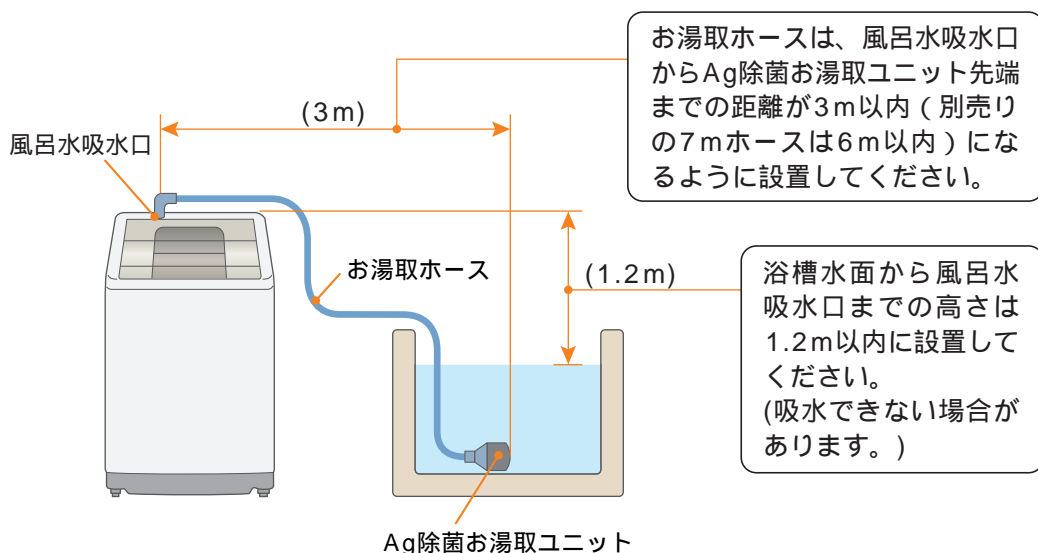 お湯取ホースは、風呂水吸水口
からAg除菌お湯取ユニット先端
までの距離が3m以内（別売り
の7mホースは6m以内）にな
るように設置してください。
(3m)
風呂水吸水口
お湯取ホース
(1.2m)
浴槽水面から風呂水
吸水口までの高さは
1.2m以内に設置して
ください。
(吸水できない場合が
あります。)
Ag除菌お湯取ユニット